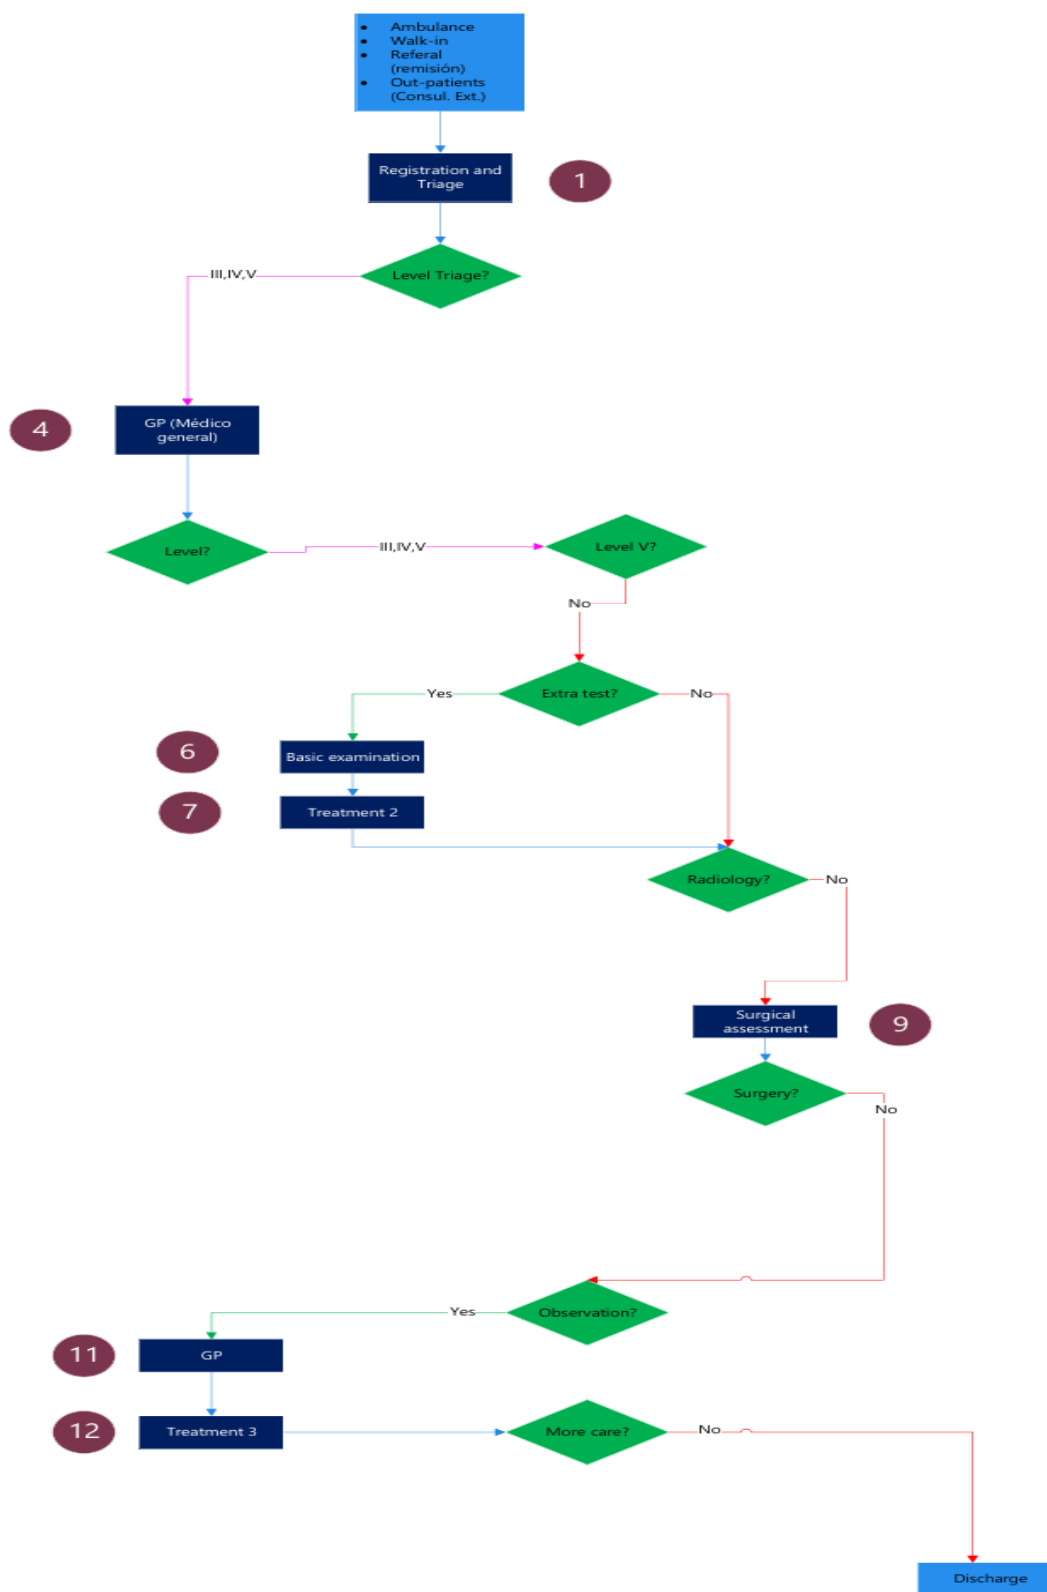 • Ambulance
• Walk-in
• Referal
(remisión)
• Out-patients
(Consul. Ext.)
Registration and
Triage
1
Level Triage?
III,IV,V
GP (Médico
general)
4
Level?
III,IV,V
Level V?
No
Extra test?
Yes
No
6
Basic examination
7
Treatment 2
Radiology?
No
Surgical
assessment
9
Surgery?
No
Observation?
Yes
11
GP
12
Treatment 3
More care?
No
Discharge